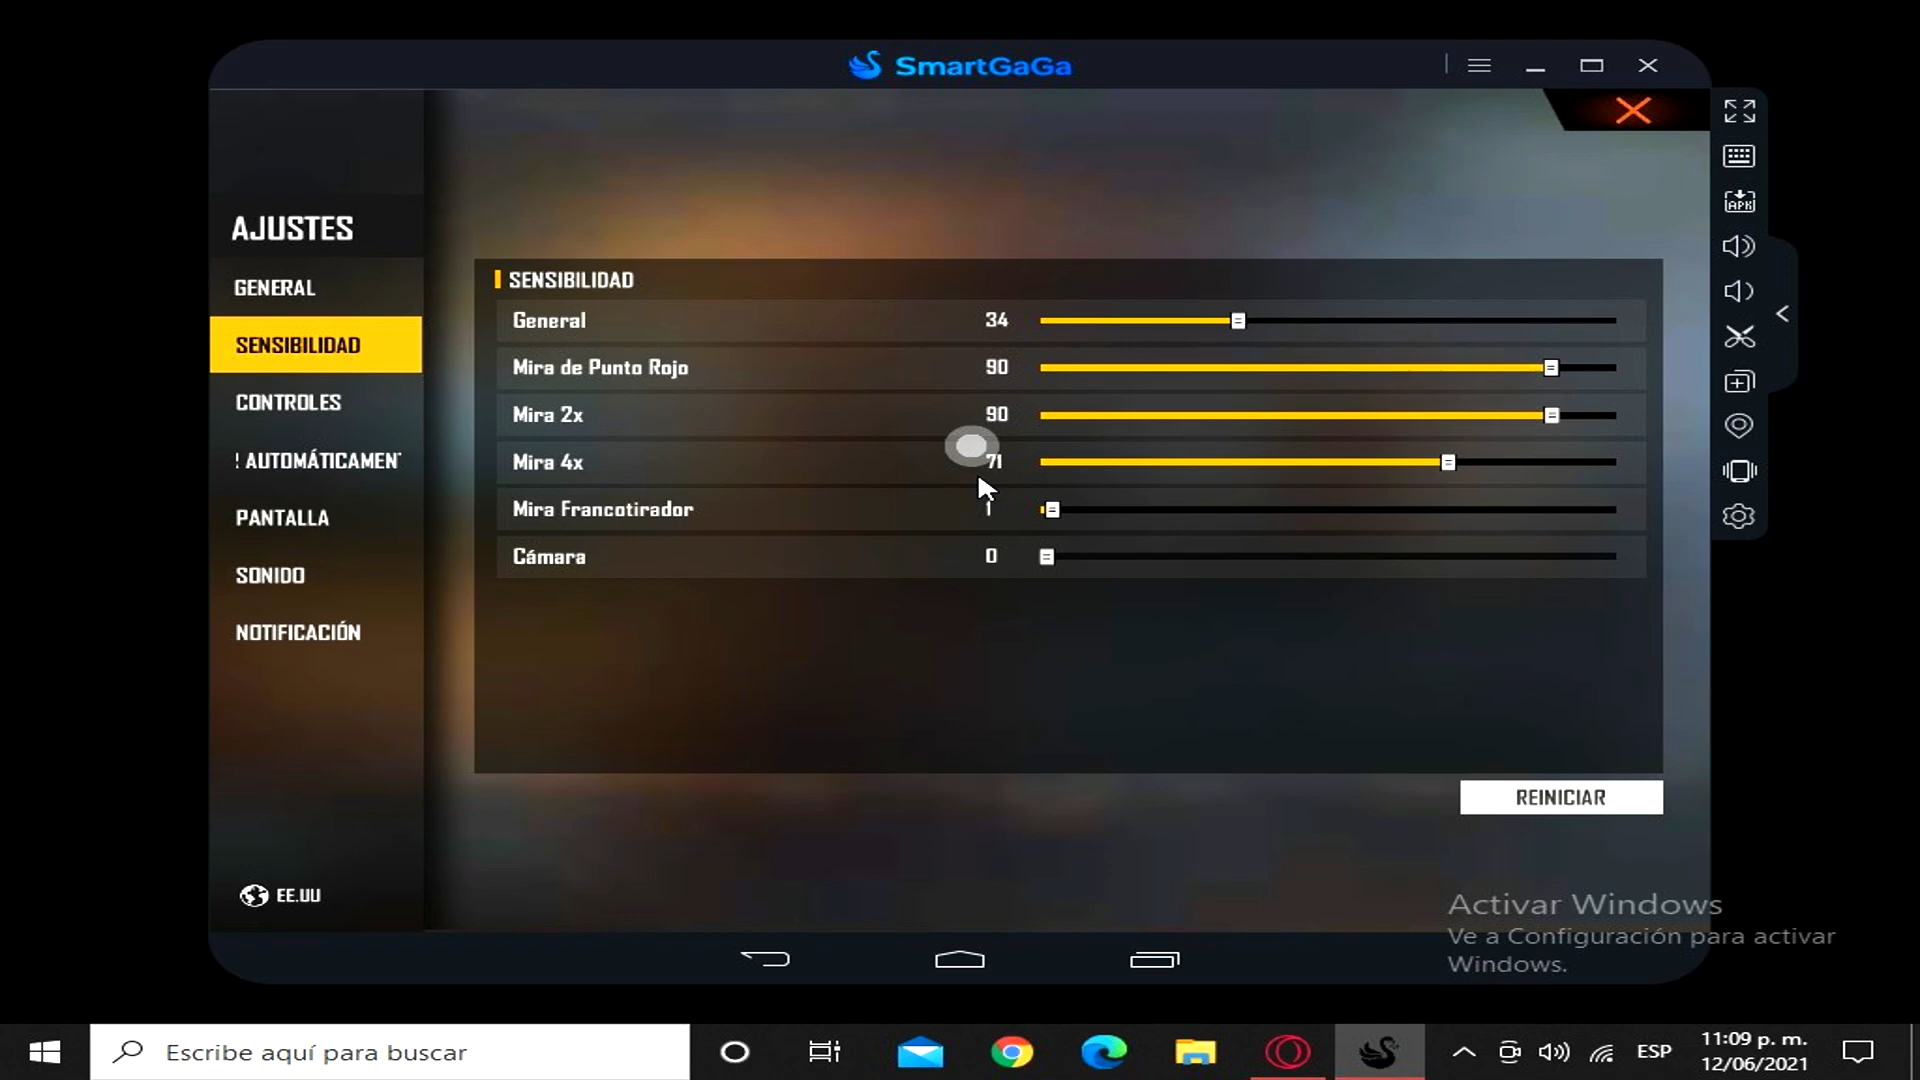 SmartGaGa
APK
AJUSTES
GENERAL
SENSIBILIDAD
CONTROLES
! AUTOMÁTICAMEN
PANTALLA
SONIDO
NOTIFICACIÓN
EE.UU
SENSIBILIDAD
General 34
Mira de Punto Rojo 90
Mira 2x 90
Mira 4x 71
Mira Francotirador 1
Cámara 0
REINICIAR
Activar Windows
Ve a Configuración para activar
Windows.
Escribe aquí para buscar
ESP
11:09 p. m.
12/06/2021